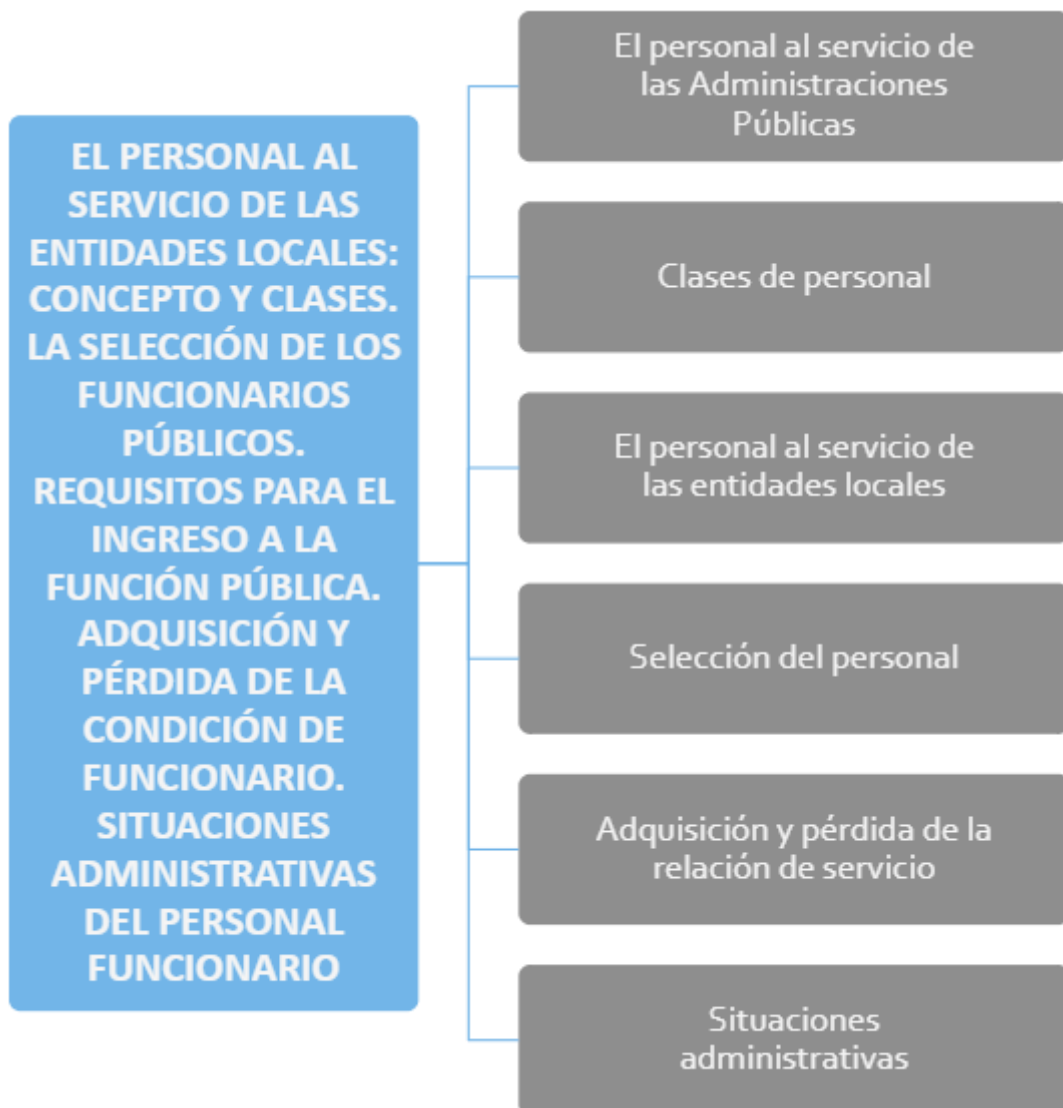 EL PERSONAL AL
SERVICIO DE LAS
ENTIDADES LOCALES:
CONCEPTO Y CLASES.
LA SELECCIÓN DE LOS
FUNCIONARIOS
PÚBLICOS.
REQUISITOS PARA EL
INGRESO A LA
FUNCIÓN PÚBLICA.
ADQUISICIÓN Y
PÉRDIDA DE LA
CONDICIÓN DE
FUNCIONARIO.
SITUACIONES
ADMINISTRATIVAS
DEL PERSONAL
FUNCIONARIO
El personal al servicio de
las Administraciones
Públicas
Clases de personal
El personal al servicio de
las entidades locales
Selección del personal
Adquisición y pérdida de la
relación de servicio
Situaciones
administrativas